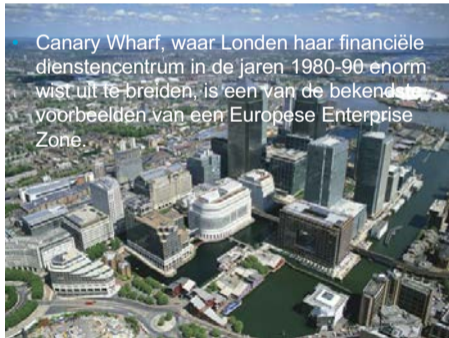 Canary Wharf, waar Londen haar financiële
dienstencentrum in de jaren 1980-90 enorm
wist uit te breiden, is een van de bekendste
voorbeelden van een Europese Enterprise
Zone.